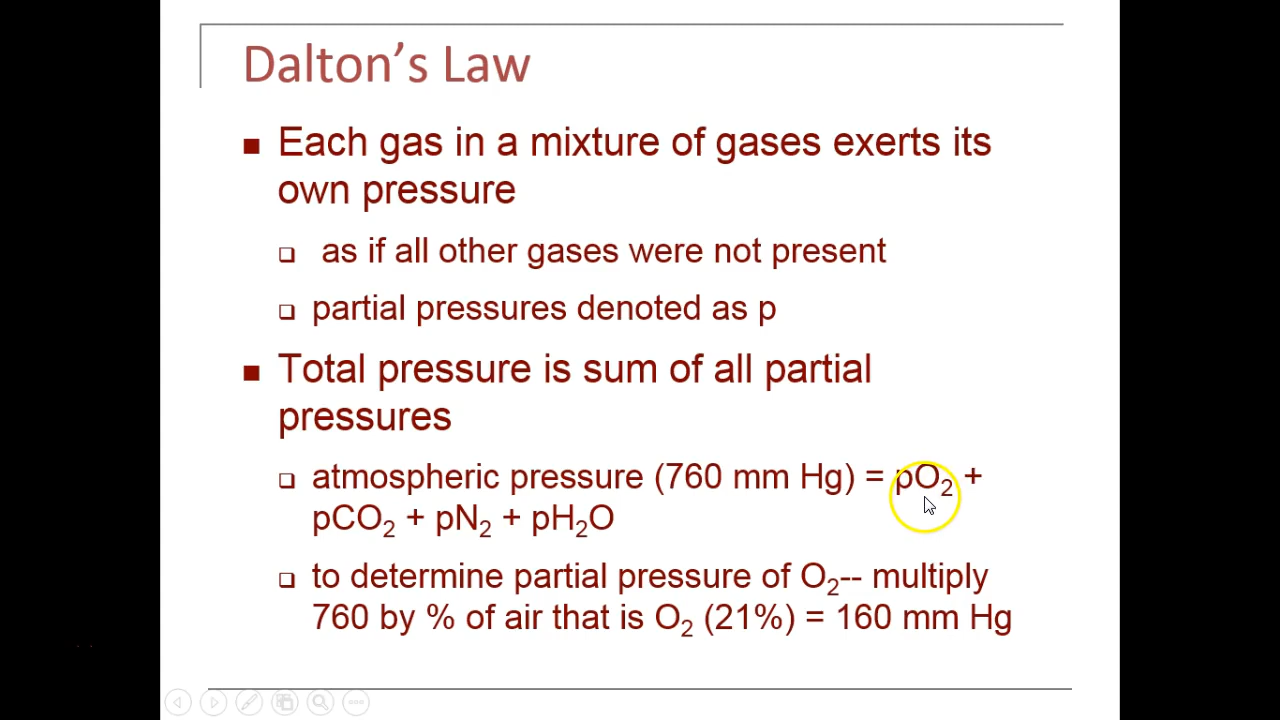 Dalton’s Law
■ Each gas in a mixture of gases exerts its
own pressure
❑ as if all other gases were not present
❑ partial pressures denoted as p
■ Total pressure is sum of all partial
pressures
❑ atmospheric pressure (760 mm Hg) = pO₂ +
pCO₂ + pN₂ + pH₂O
❑ to determine partial pressure of O₂-- multiply
760 by % of air that is O₂ (21%) = 160 mm Hg